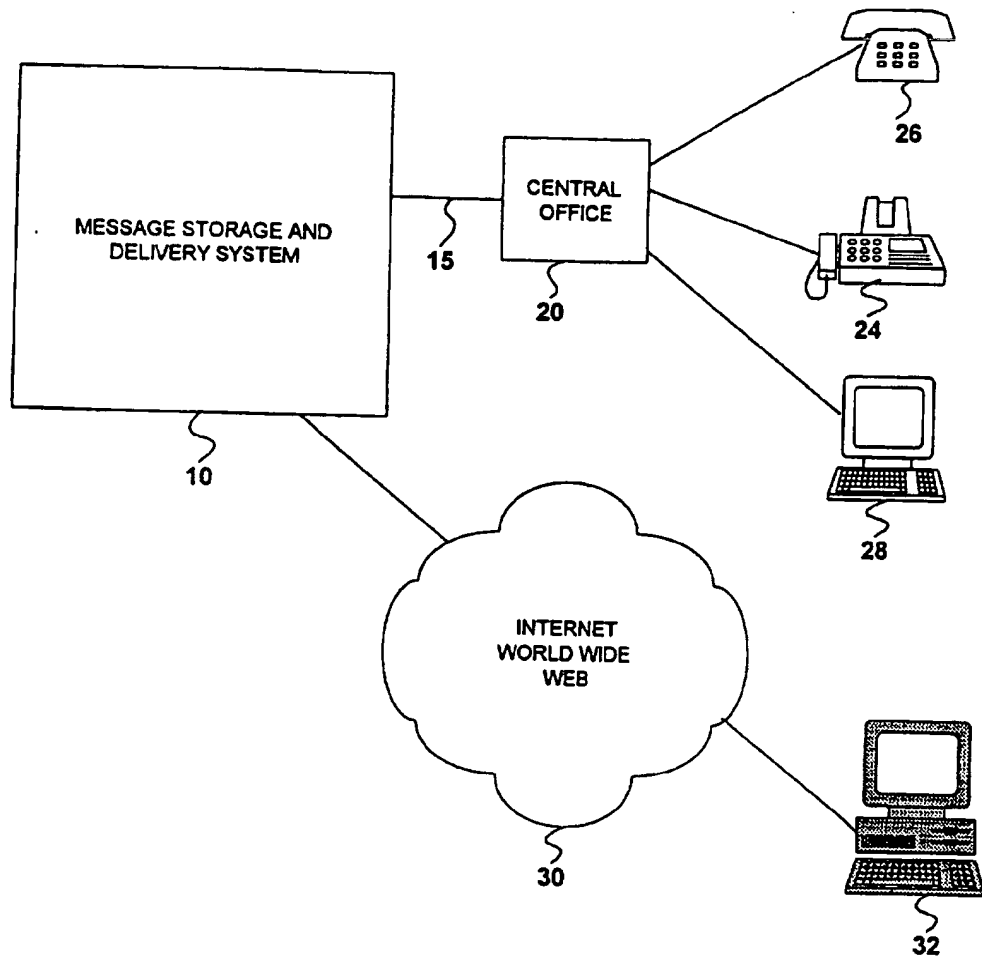 26
MESSAGE STORAGE AND
DELIVERY SYSTEM
15
CENTRAL
OFFICE
20
24
10
28
INTERNET
WORLD WIDE
WEB
30
32